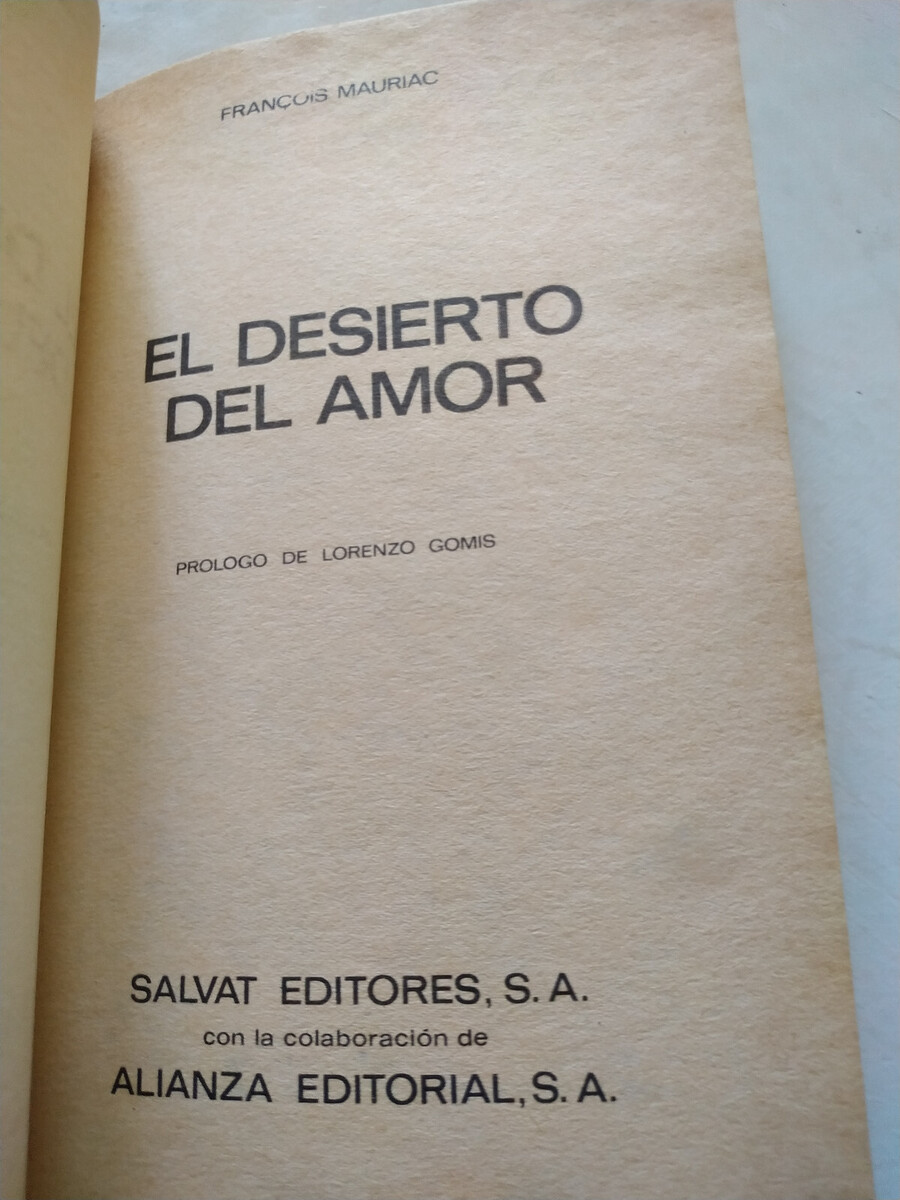 FRANÇOIS MAURIAC
EL DESIERTO
DEL AMOR
PROLOGO DE LORENZO GOMIS
SALVAT EDITORES, S. A.
con la colaboración de
ALIANZA EDITORIAL, S. A.